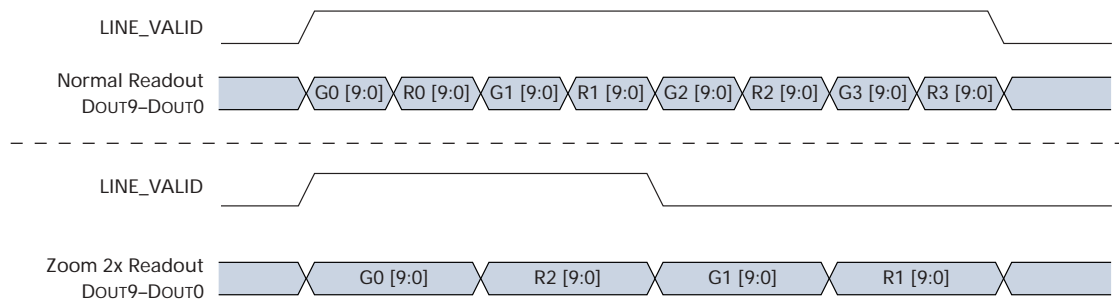 LINE_VALID
Normal Readout
DOUT9–DOUT0
G0 [9:0] R0 [9:0] G1 [9:0] R1 [9:0] G2 [9:0] R2 [9:0] G3 [9:0] R3 [9:0]
LINE_VALID
Zoom 2x Readout
DOUT9–DOUT0
G0 [9:0] R2 [9:0] G1 [9:0] R1 [9:0]